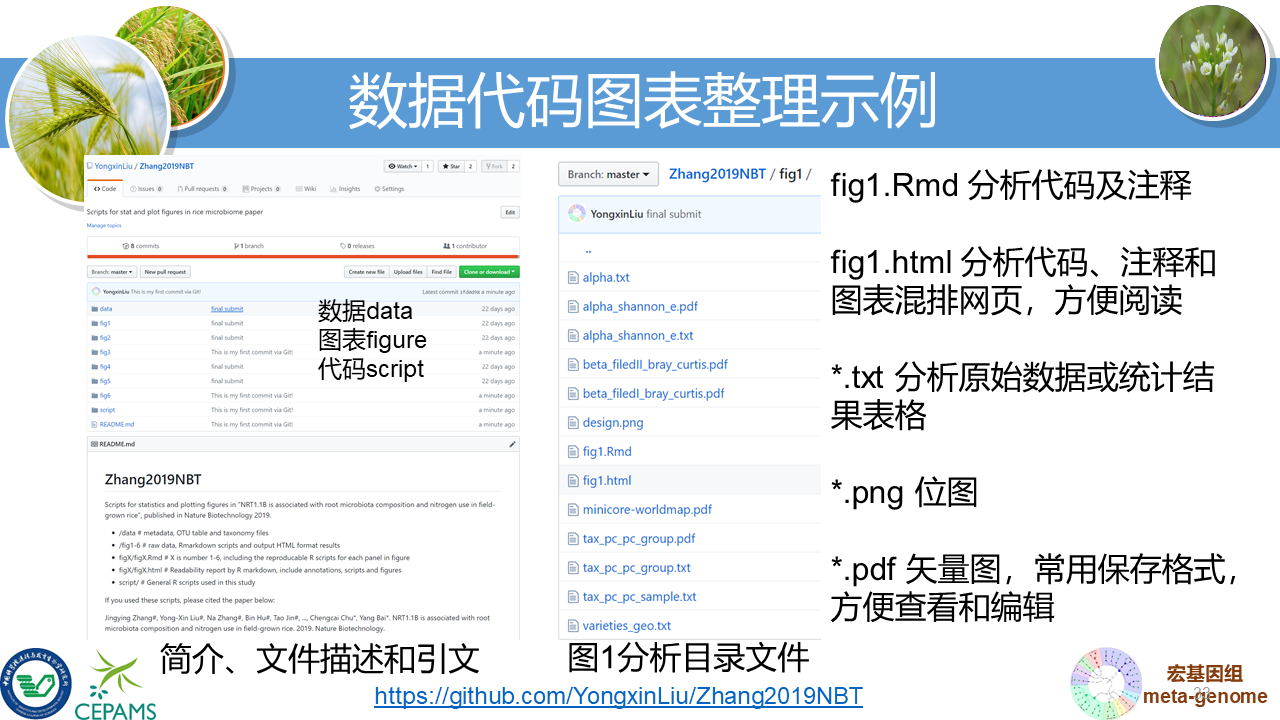 数据代码图表整理示例
YongxinLiu / Zhang2019NBT
Watch 1 Star 2 Fork 2
Code Issues 0 Pull requests 0 Projects 0 Wiki Insights Settings
Scripts for stat and plot figures in rice microbiome paper Edit
Manage topics
8 commits 1 branch 0 releases 1 contributor
Branch: master New pull request Create new file Upload files Find File Clone or download
YongxinLiu This is my first commit via Git! Latest commit a minute ago
data final submit 22 days ago
fig1 final submit 22 days ago
fig2 final submit 22 days ago
fig3 This is my first commit via Git! a minute ago
fig4 final submit 22 days ago
fig5 final submit 22 days ago
fig6 This is my first commit via Git! a minute ago
script This is my first commit via Git! a minute ago
README.md This is my first commit via Git! a minute ago
数据data
图表figure
代码script
README.md
Zhang2019NBT
Scripts for statistics and plotting figures in "NRT1.1B is associated with root microbiota composition and nitrogen use in field-
grown rice", published in Nature Biotechnology 2019.
• /data # metadata, OTU table and taxonomy files
• /fig1-6 # raw data, Rmarkdown scripts and output HTML format results
• figX/figX.Rmd # X is number 1-6, including the reproducable R scripts for each panel in figure
• figX/figX.html # Readability report by R markdown, include annotations, scripts and figures
• script/ # General R scripts used in this study
If you used these scripts, please cited the paper below:
Jingying Zhang#, Yong-Xin Liu#, Na Zhang#, Bin Hu#, Tao Jin#, ..., Chengcai Chu*, Yang Bai*. NRT1.1B is associated with root
microbiota composition and nitrogen use in field-grown rice. 2019. Nature Biotechnology.
简介、文件描述和引文
Branch: master Zhang2019NBT / fig1 /
YongxinLiu final submit
..
alpha.txt
alpha_shannon_e.pdf
alpha_shannon_e.txt
beta_filedII_bray_curtis.pdf
beta_filedI_bray_curtis.pdf
design.png
fig1.Rmd
fig1.html
minicore-worldmap.pdf
tax_pc_pc_group.pdf
tax_pc_pc_group.txt
tax_pc_pc_sample.txt
varieties_geo.txt
图1分析目录文件
fig1.Rmd 分析代码及注释
fig1.html 分析代码、注释和
图表混排网页，方便阅读
*.txt 分析原始数据或统计结
果表格
*.png 位图
*.pdf 矢量图，常用保存格式，
方便查看和编辑
https://github.com/YongxinLiu/Zhang2019NBT
CEPAMS
宏基因组
meta-genome